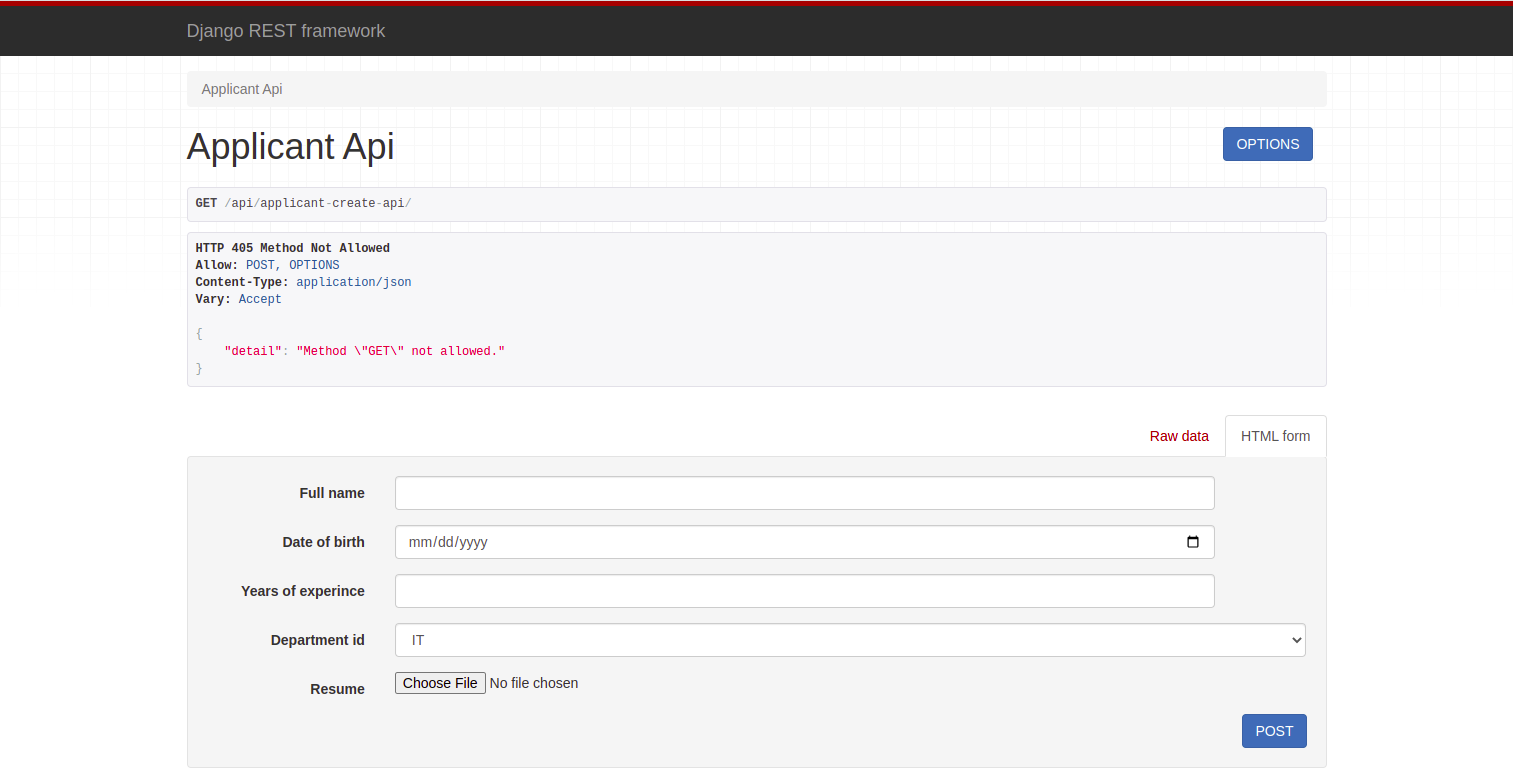 Django REST framework
Applicant Api
Applicant Api
OPTIONS
GET /api/applicant-create-api/
HTTP 405 Method Not Allowed
Allow: POST, OPTIONS
Content-Type: application/json
Vary: Accept
{
    "detail": "Method \"GET\" not allowed."
}
Raw data
HTML form
Full name
Date of birth mm/dd/yyyy
Years of experince
Department id IT
Resume Choose File No file chosen
POST